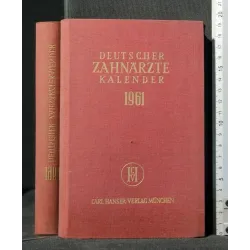 DEUTSCHER
ZAHNÄRZTE
KALENDER
1961
CARL HANSER VERLAG MÜNCHEN